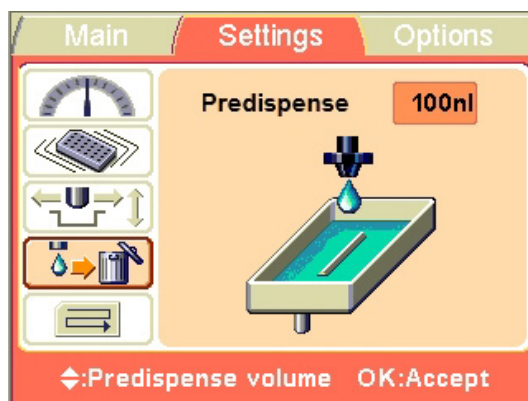 Main Settings Options
Predispense 100nl
:Predispense volume OK:Accept